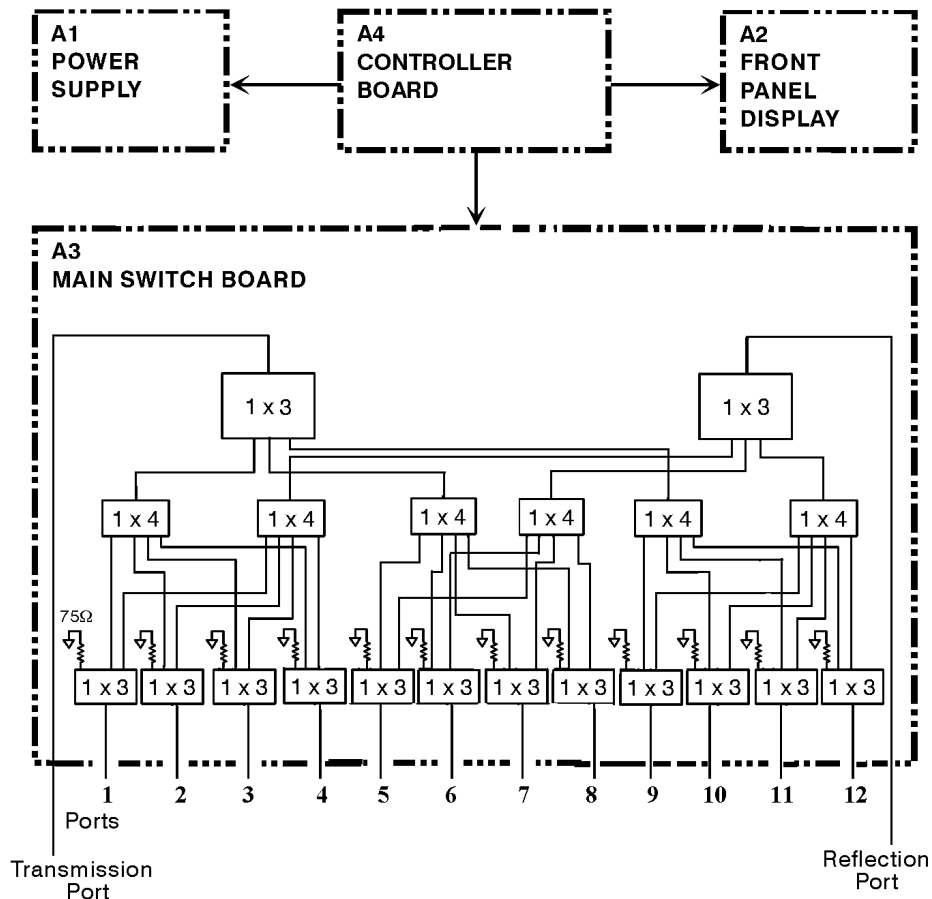 A1
POWER
SUPPLY
A4
CONTROLLER
BOARD
A2
FRONT
PANEL
DISPLAY
A3
MAIN SWITCH BOARD
1 x 3
1 x 3
1 x 4
1 x 4
1 x 4
1 x 4
1 x 4
1 x 4
75Ω
1 x 3
1 x 3
1 x 3
1 x 3
1 x 3
1 x 3
1 x 3
1 x 3
1 x 3
1 x 3
1 x 3
1 x 3
1 2 3 4 5 6 7 8 9 10 11 12
Ports
Transmission
Port
Reflection
Port